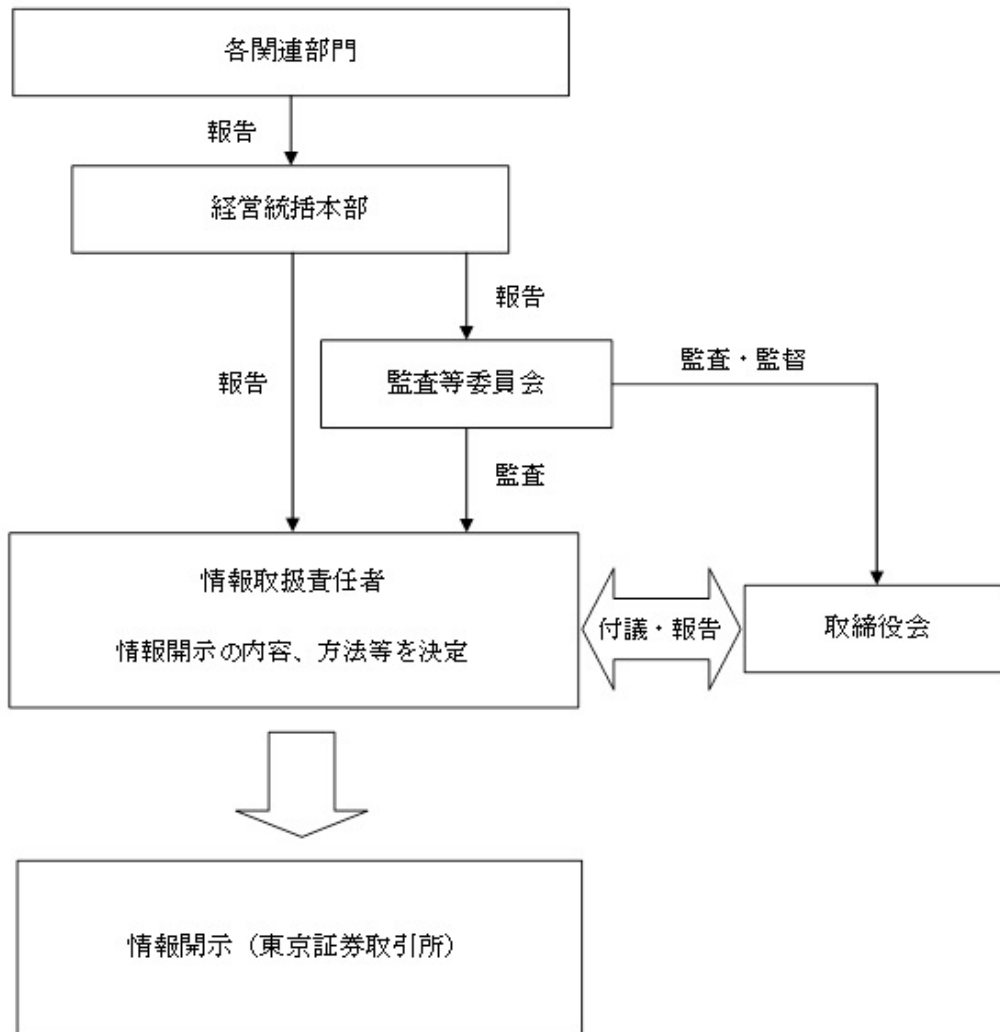 各関連部門
報告
経営統括本部
報告
監査等委員会
監査・監督
報告
監査
情報取扱責任者
情報開示の内容、方法等を決定
付議・報告
取締役会
情報開示（東京証券取引所）